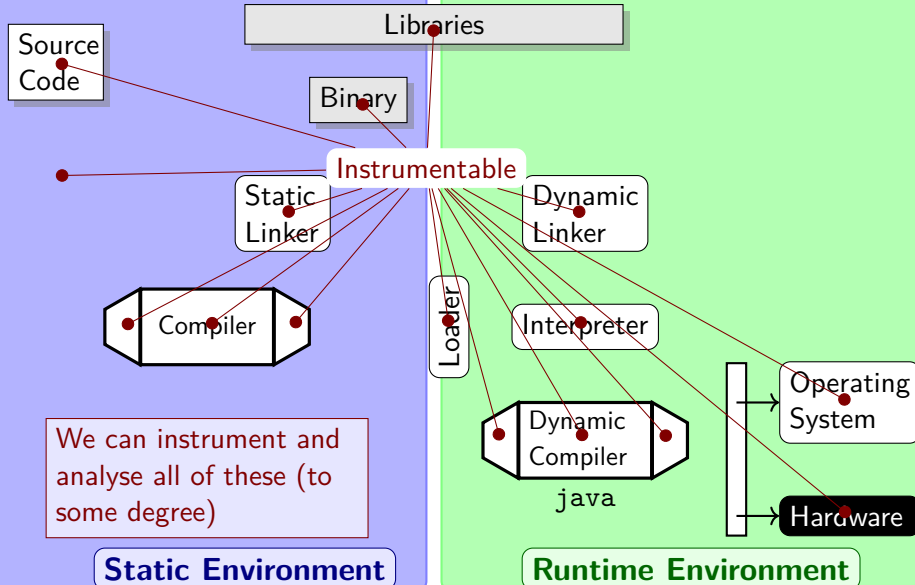 Libraries
Source
Code
Binary
Instrumentable
Static
Linker
Dynamic
Linker
Loader
Compiler
Interpreter
Operating
System
Dynamic
Compiler
java
We can instrument and
analyse all of these (to
some degree)
Hardware
Static Environment
Runtime Environment